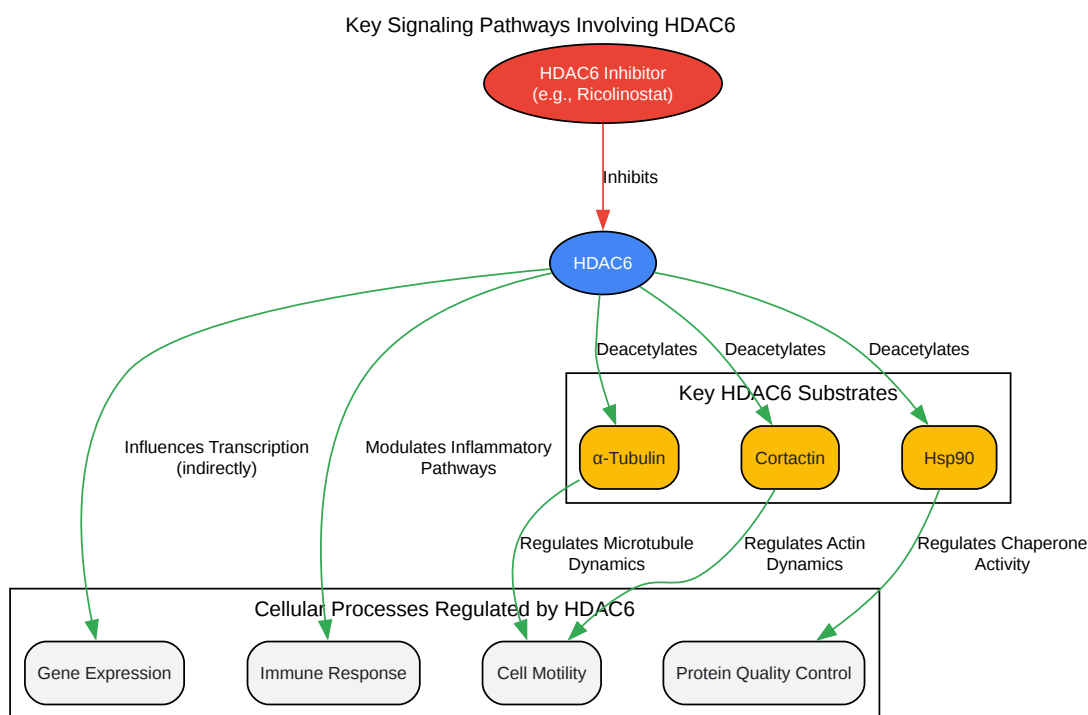 Key Signaling Pathways Involving HDAC6
HDAC6 Inhibitor
(e.g., Ricolinostat)
Inhibits
HDAC6
Deacetylates
Deacetylates
Deacetylates
Key HDAC6 Substrates
α-Tubulin
Cortactin
Hsp90
Influences Transcription
(indirectly)
Modulates Inflammatory
Pathways
Regulates Microtubule
Dynamics
Regulates Actin
Dynamics
Regulates Chaperone
Activity
Cellular Processes Regulated by HDAC6
Gene Expression
Immune Response
Cell Motility
Protein Quality Control